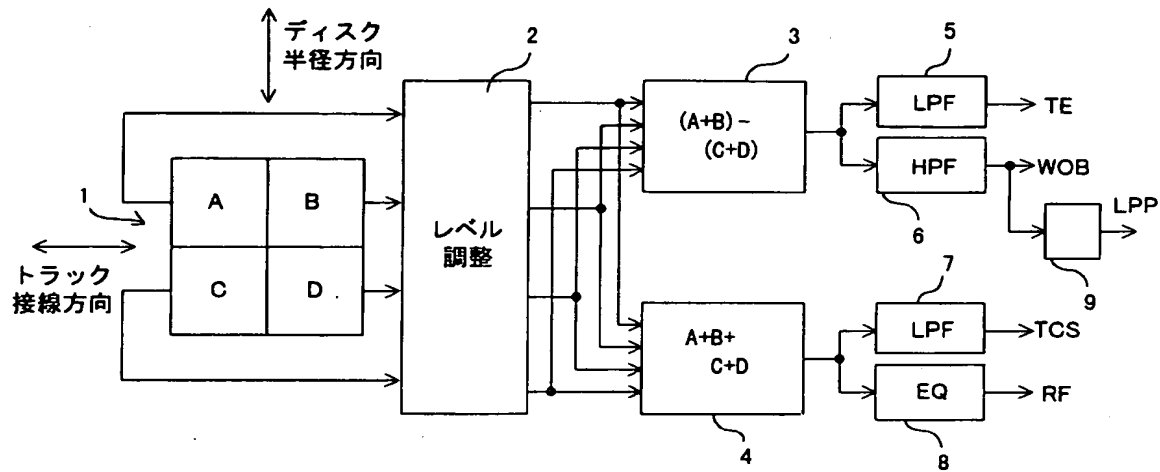 ディスク
半径方向
2
3
5
LPF
TE
(A+B)-
(C+D)
HPF
WOB
6
LPP
9
1
A
B
C
D
トラック
接線方向
レベル
調整
7
LPF
TCS
A+B+
C+D
EQ
RF
4
8